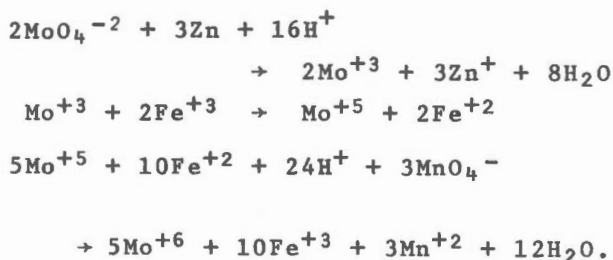 2MoO₄⁻² + 3Zn + 16H⁺
→ 2Mo⁺³ + 3Zn⁺ + 8H₂O
Mo⁺³ + 2Fe⁺³ → Mo⁺⁵ + 2Fe⁺²
5Mo⁺⁵ + 10Fe⁺² + 24H⁺ + 3MnO₄⁻
→ 5Mo⁺⁶ + 10Fe⁺³ + 3Mn⁺² + 12H₂O.